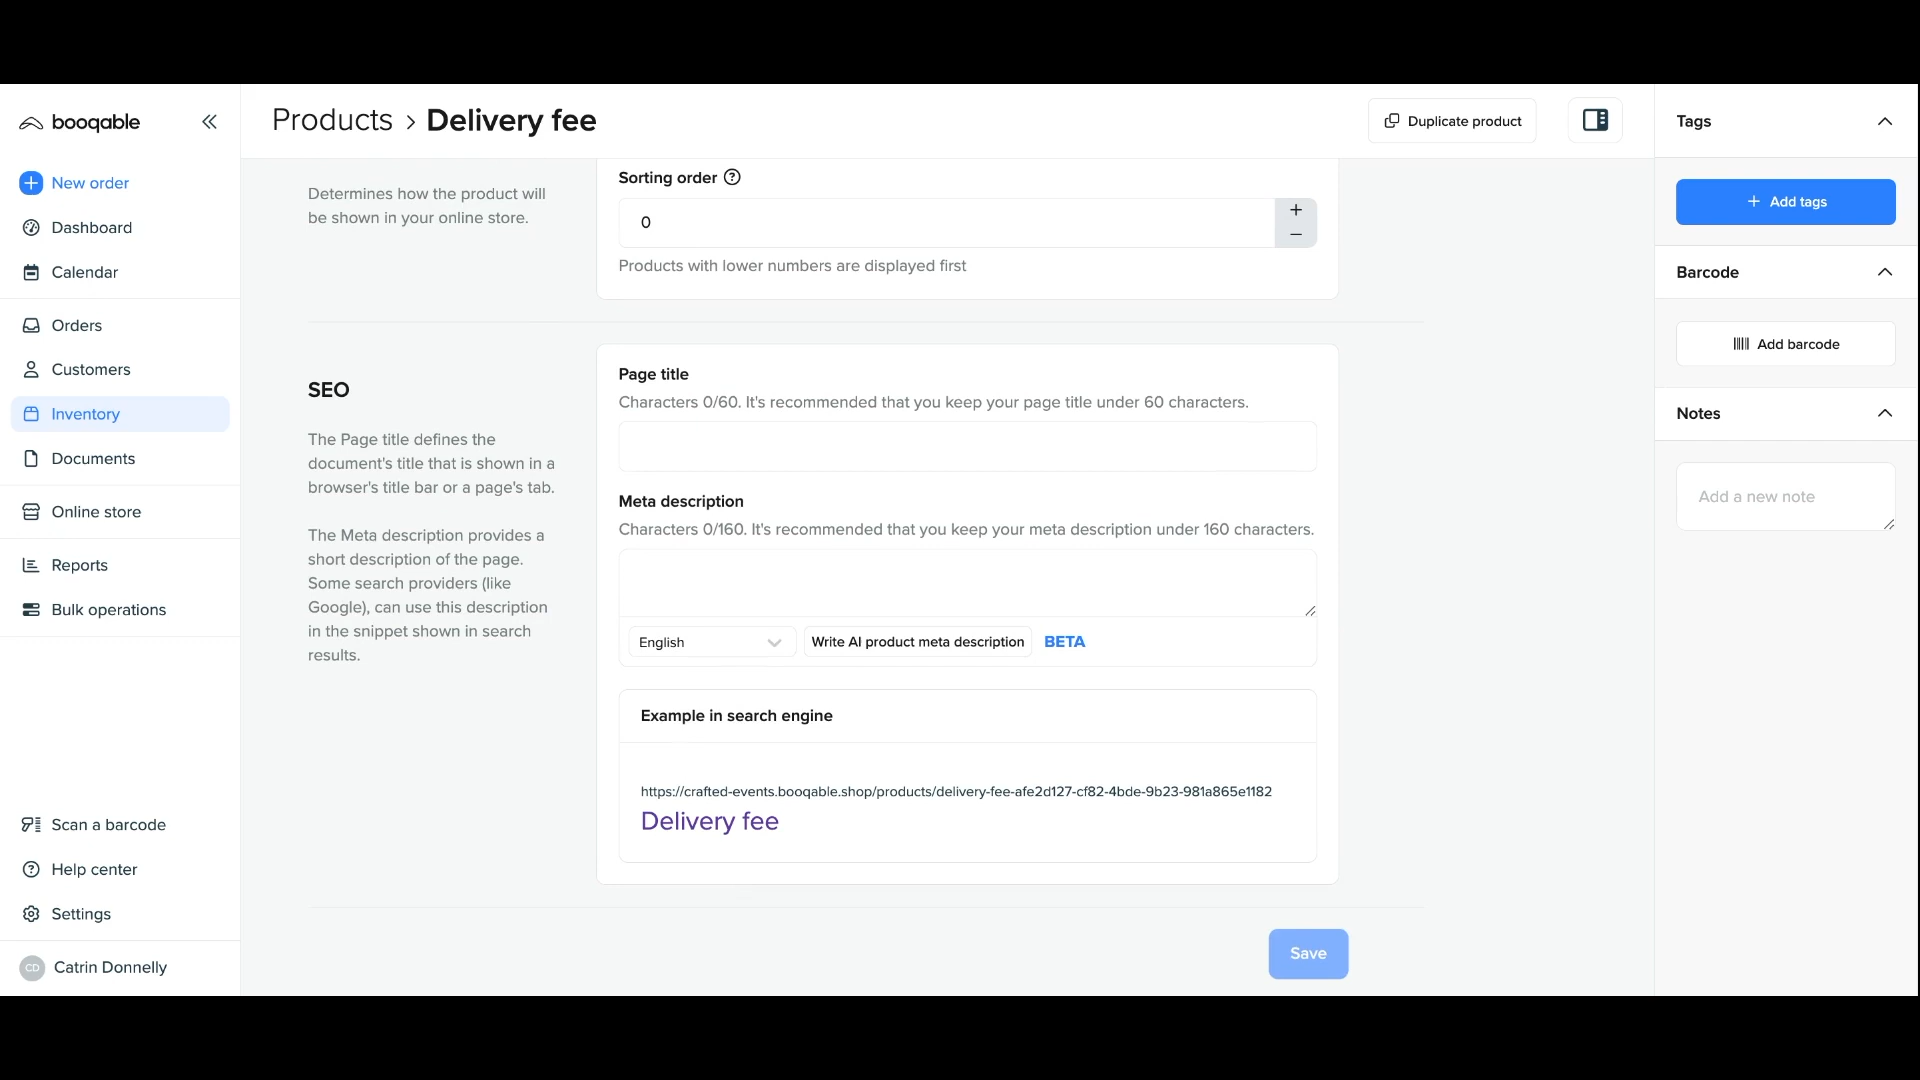 booqable
New order
Dashboard
Calendar
Orders
Customers
Inventory
Documents
Online store
Reports
Bulk operations
Scan a barcode
Help center
Settings
CD Catrin Donnelly
Products › Delivery fee
Duplicate product
Determines how the product will
be shown in your online store.
Sorting order ?
0
+
−
Products with lower numbers are displayed first
SEO
The Page title defines the
document's title that is shown in a
browser's title bar or a page's tab.
The Meta description provides a
short description of the page.
Some search providers (like
Google), can use this description
in the snippet shown in search
results.
Page title
Characters 0/60. It's recommended that you keep your page title under 60 characters.
Meta description
Characters 0/160. It's recommended that you keep your meta description under 160 characters.
English
Write AI product meta description BETA
Example in search engine
https://crafted-events.booqable.shop/products/delivery-fee-afe2d127-cf82-4bde-9b23-981a865e1182
Delivery fee
Save
Tags
+ Add tags
Barcode
Add barcode
Notes
Add a new note